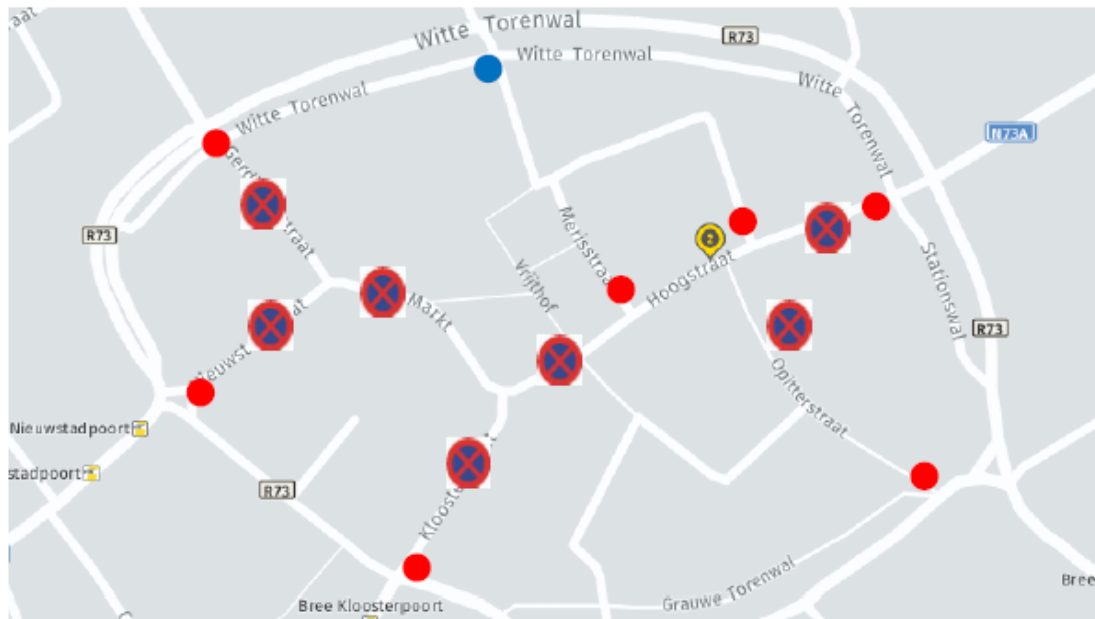 Witte Torenwal
R73
Witte Torenwal
Witte Torenwal
Witte Torenwal
N73A
R73
Merisstraat
Vrijthof
Hoogstraat
Stationswal
Markt
R73
Opitterstraat
Nieuwstadpoort
stadpoort
R73
Grauwe Torenwal
Bree
Bree Kloosterpoort